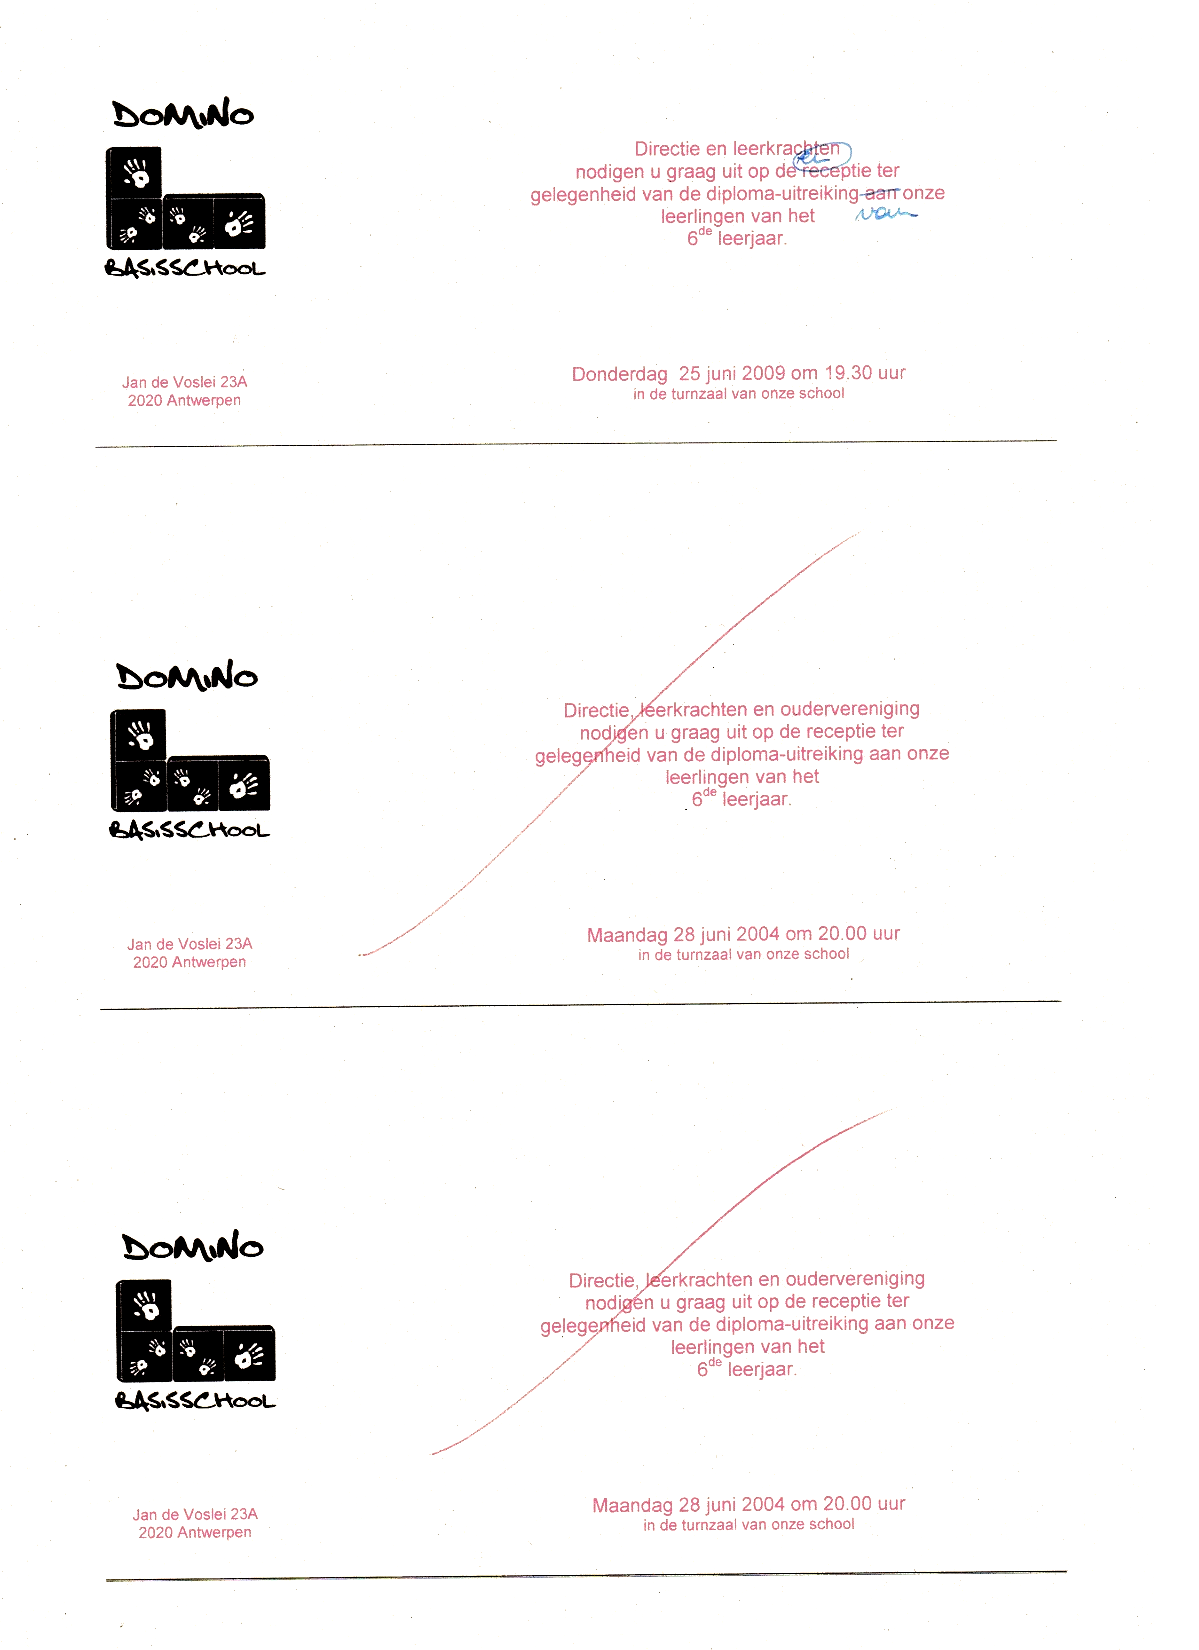 DOMiNO
BASiSSCHOOL
Directie en leerkrachten
nodigen u graag uit op de receptie ter
gelegenheid van de diploma-uitreiking aan onze
van
leerlingen van het
6de leerjaar.
Jan de Voslei 23A
2020 Antwerpen
Donderdag 25 juni 2009 om 19.30 uur
in de turnzaal van onze school
DOMiNO
BASiSSCHOOL
Directie, leerkrachten en oudervereniging
nodigen u graag uit op de receptie ter
gelegenheid van de diploma-uitreiking aan onze
leerlingen van het
6de leerjaar.
Jan de Voslei 23A
2020 Antwerpen
Maandag 28 juni 2004 om 20.00 uur
in de turnzaal van onze school
DOMiNO
BASiSSCHOOL
Directie, leerkrachten en oudervereniging
nodigen u graag uit op de receptie ter
gelegenheid van de diploma-uitreiking aan onze
leerlingen van het
6de leerjaar.
Jan de Voslei 23A
2020 Antwerpen
Maandag 28 juni 2004 om 20.00 uur
in de turnzaal van onze school